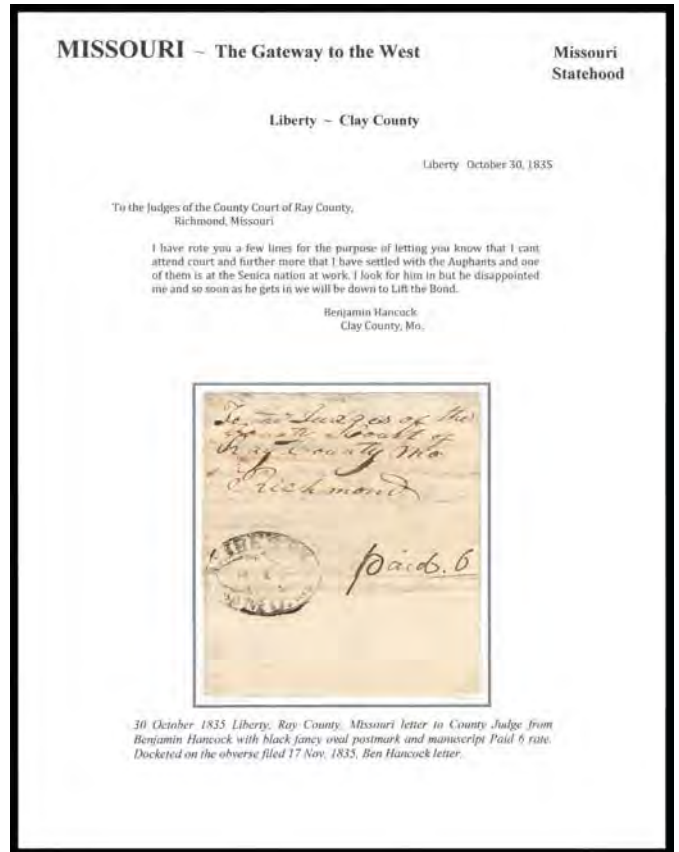 MISSOURI ~ The Gateway to the West
Missouri
Statehood
Liberty ~ Clay County
Liberty October 30, 1835
To the Judges of the County Court of Ray County,
Richmond, Missouri
I have rote you a few lines for the purpose of letting you know that I cant
attend court and further more that I have settled with the Auphants and one
of them is at the Senica nation at work. I look for him in but he disappointed
me and so soon as he gets in we will be down to Lift the Bond.
Benjamin Hancock
Clay County, Mo.
To the Judges of the
County Court of
Ray County Mo
Richmond
LIBERTY
MO.
paid. 6
30 October 1835 Liberty, Ray County, Missouri letter to County Judge from
Benjamin Hancock with black fancy oval postmark and manuscript Paid 6 rate.
Docketed on the obverse filed 17 Nov. 1835, Ben Hancock letter.